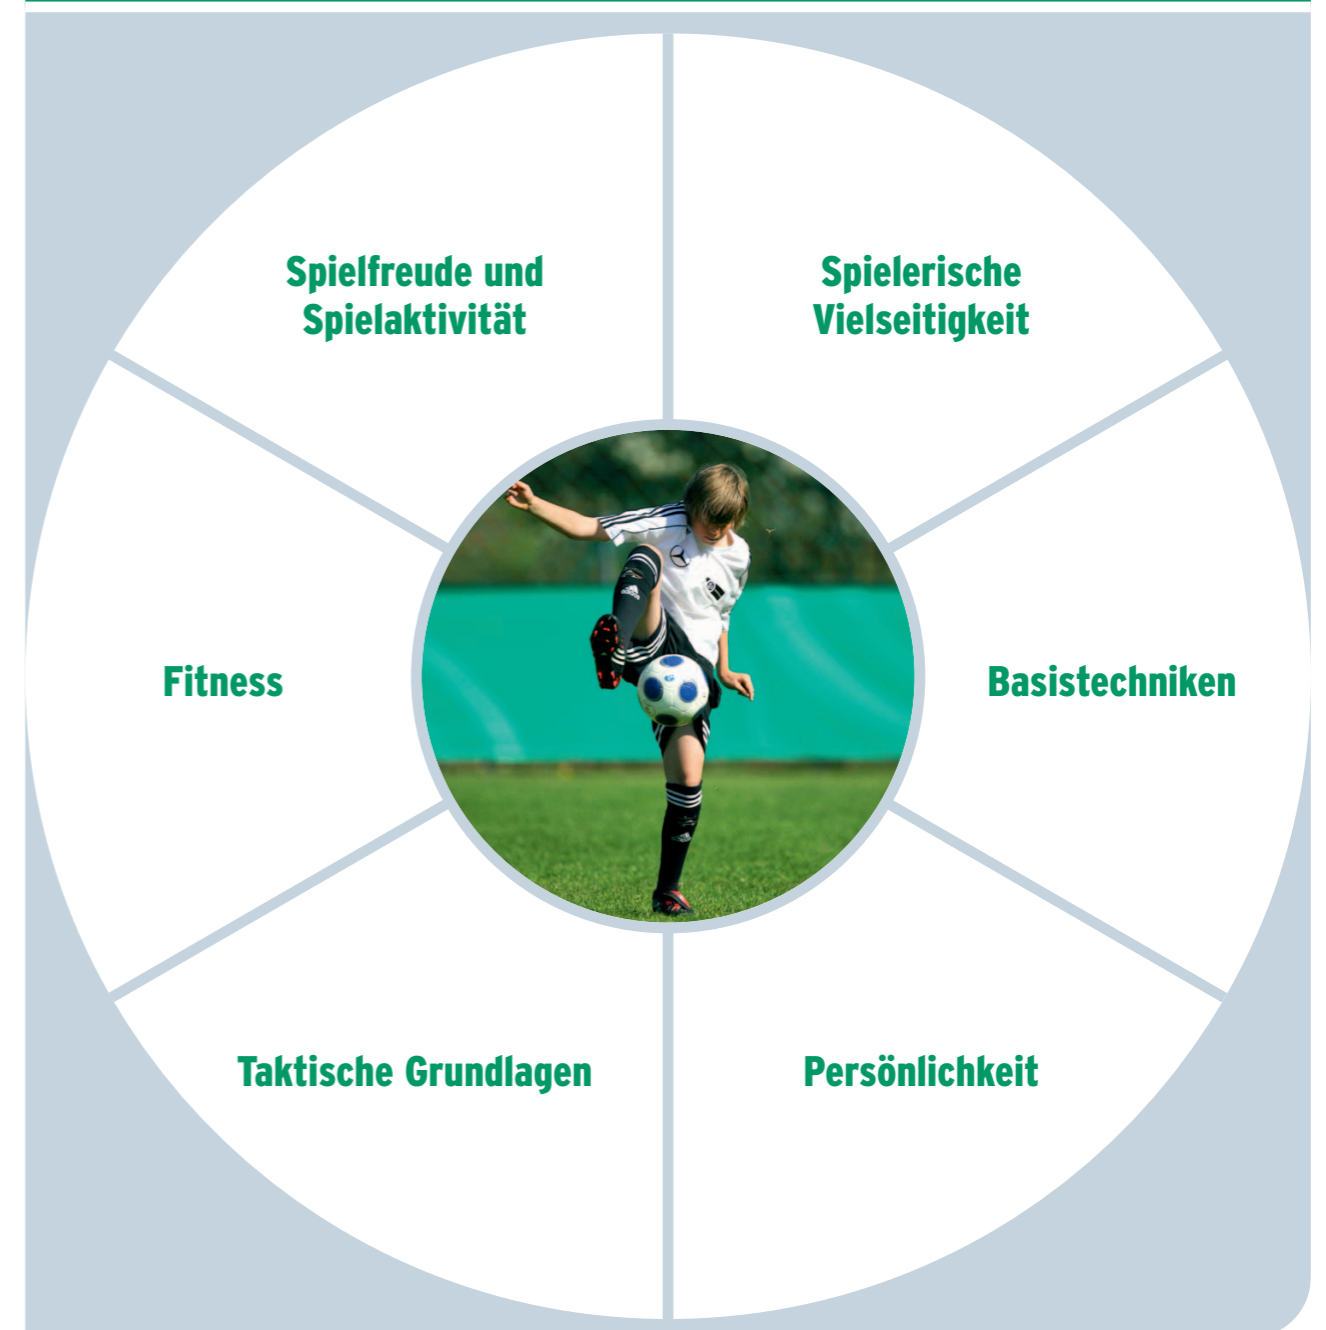 Spielfreude und
Spielaktivität
Spielerische
Vielseitigkeit
Fitness
Basistechniken
Taktische Grundlagen
Persönlichkeit